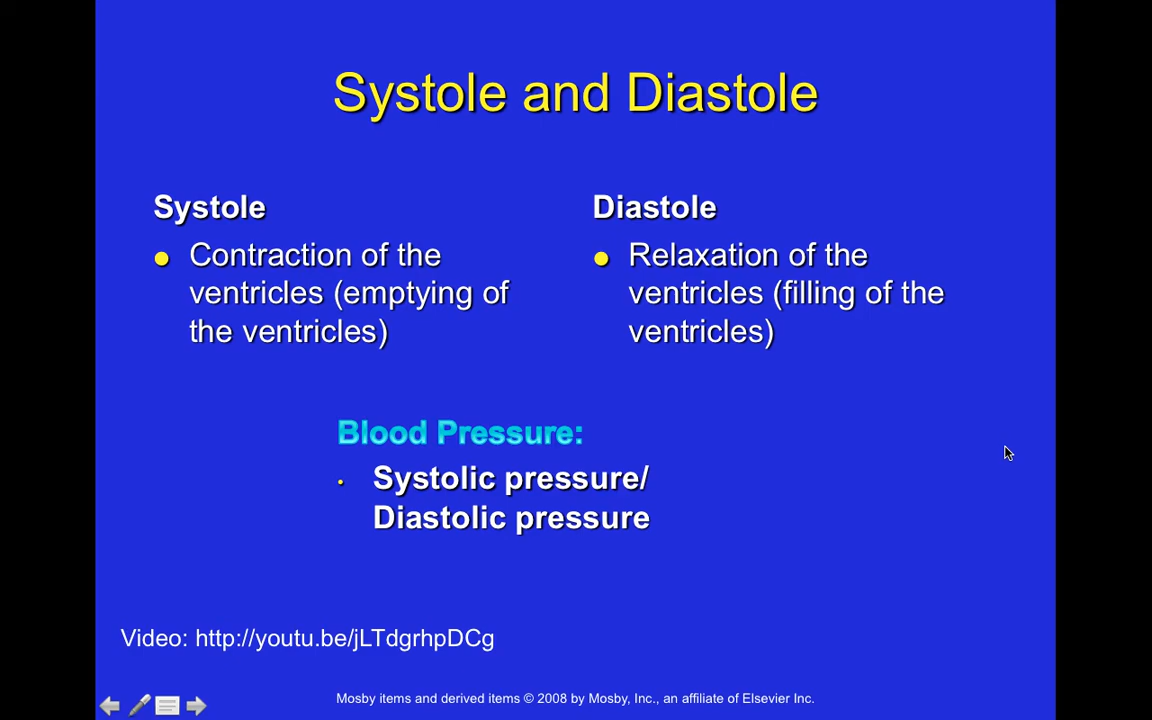 Systole and Diastole
Systole
Contraction of the
ventricles (emptying of
the ventricles)
Diastole
Relaxation of the
ventricles (filling of the
ventricles)
Blood Pressure:
Systolic pressure/
Diastolic pressure
Video: http://youtu.be/jLTdgrhpDCg
Mosby items and derived items © 2008 by Mosby, Inc., an affiliate of Elsevier Inc.